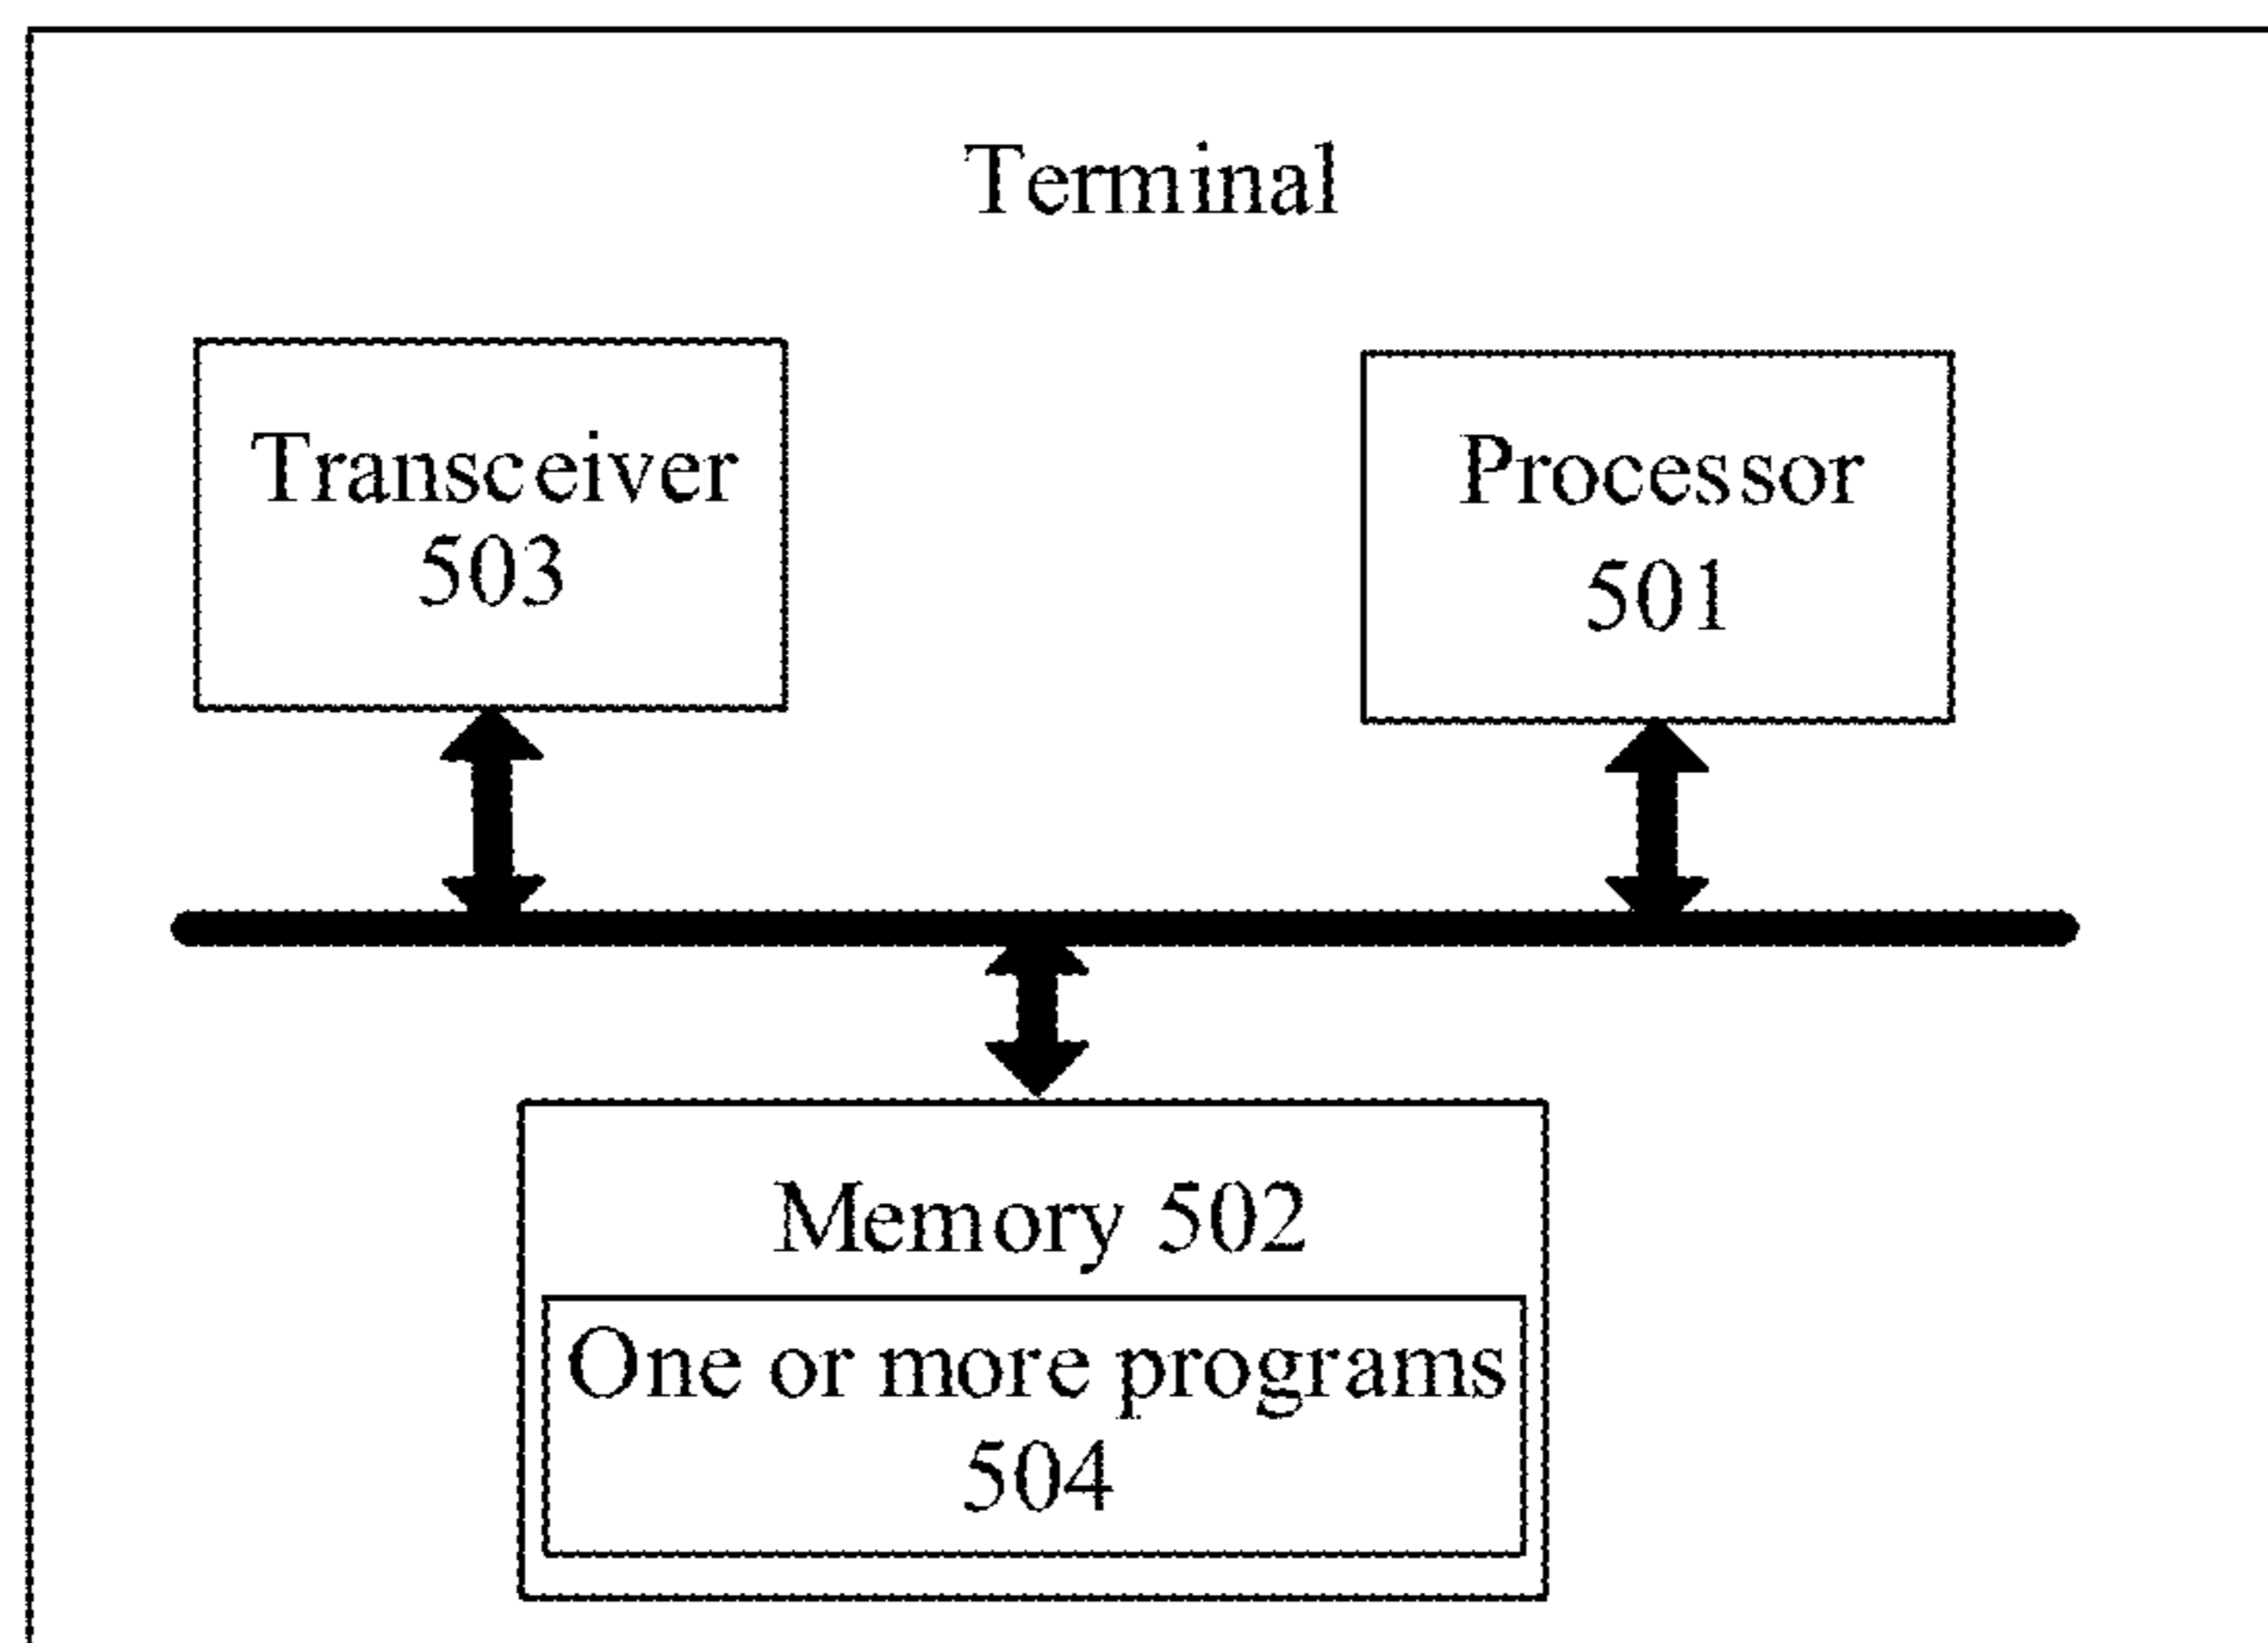 Terminal
Transceiver
503
Processor
501
Memory 502
One or more programs
504